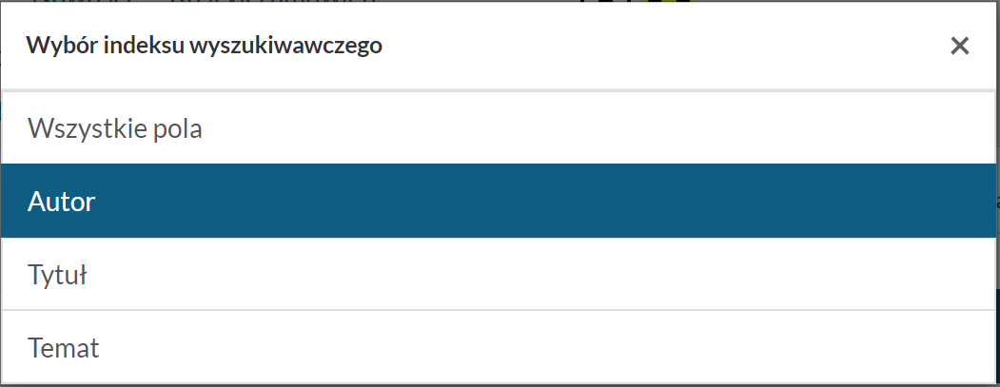 Wybór indeksu wyszukiwawczego
Wszystkie pola
Autor
Tytuł
Temat